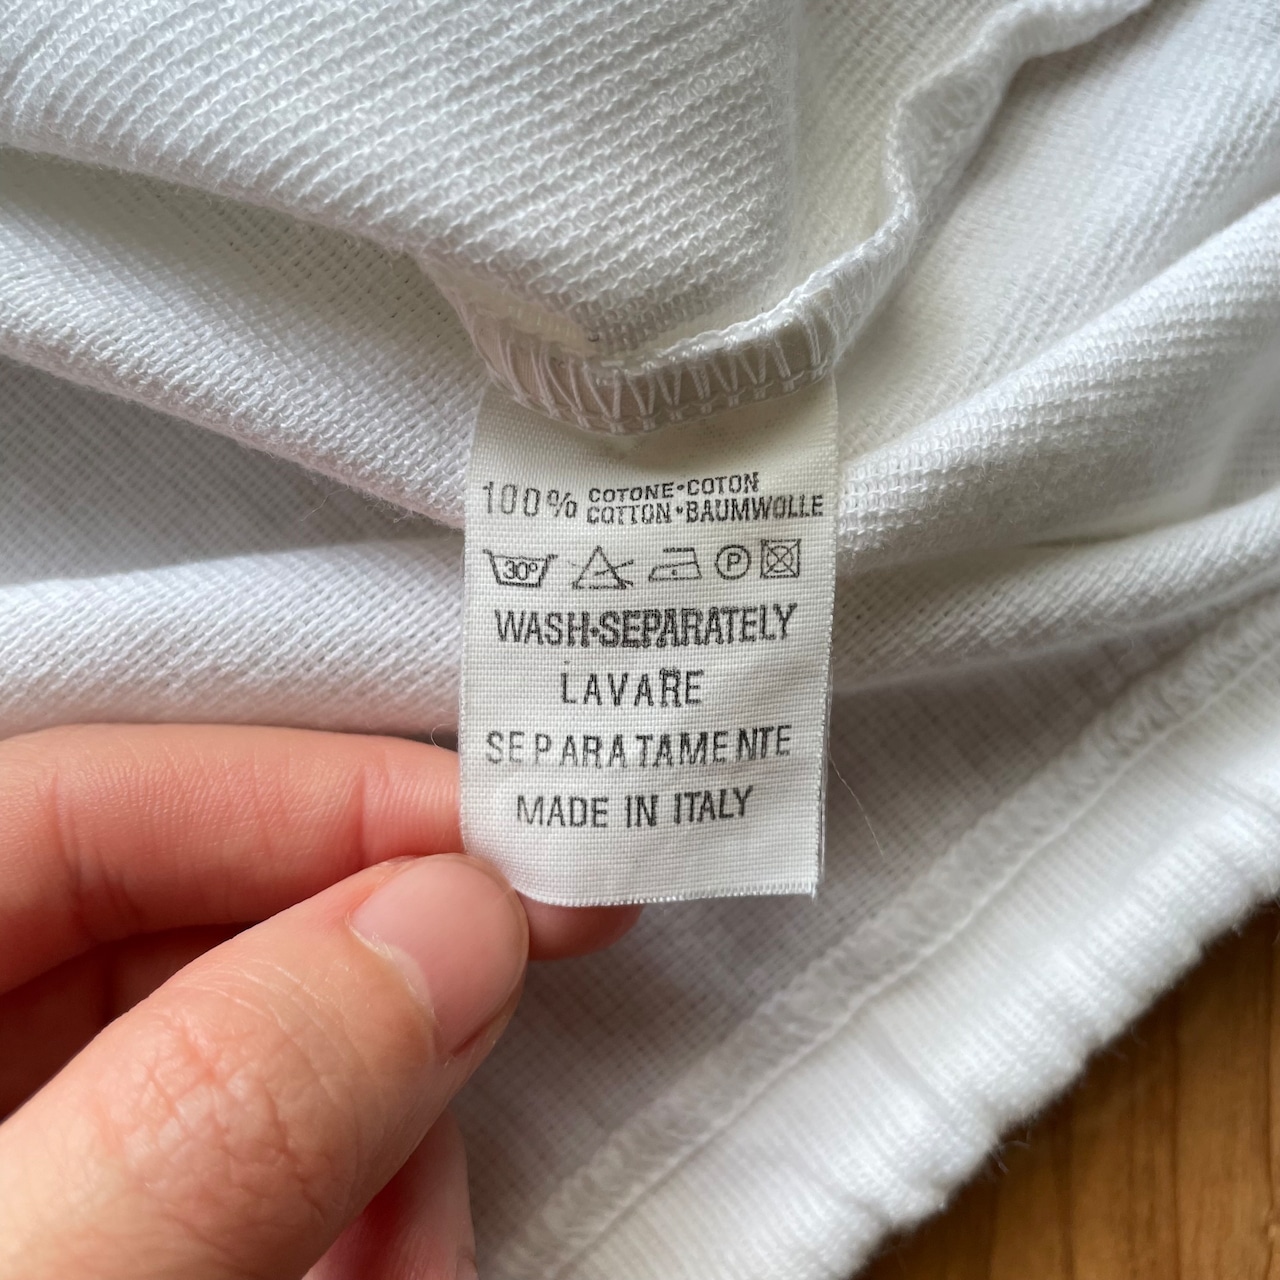 100% COTONE•COTON
COTTON•BAUMWOLLE
30° P
WASH•SEPARATELY
LAVARE
SEPARATAMENTE
MADE IN ITALY